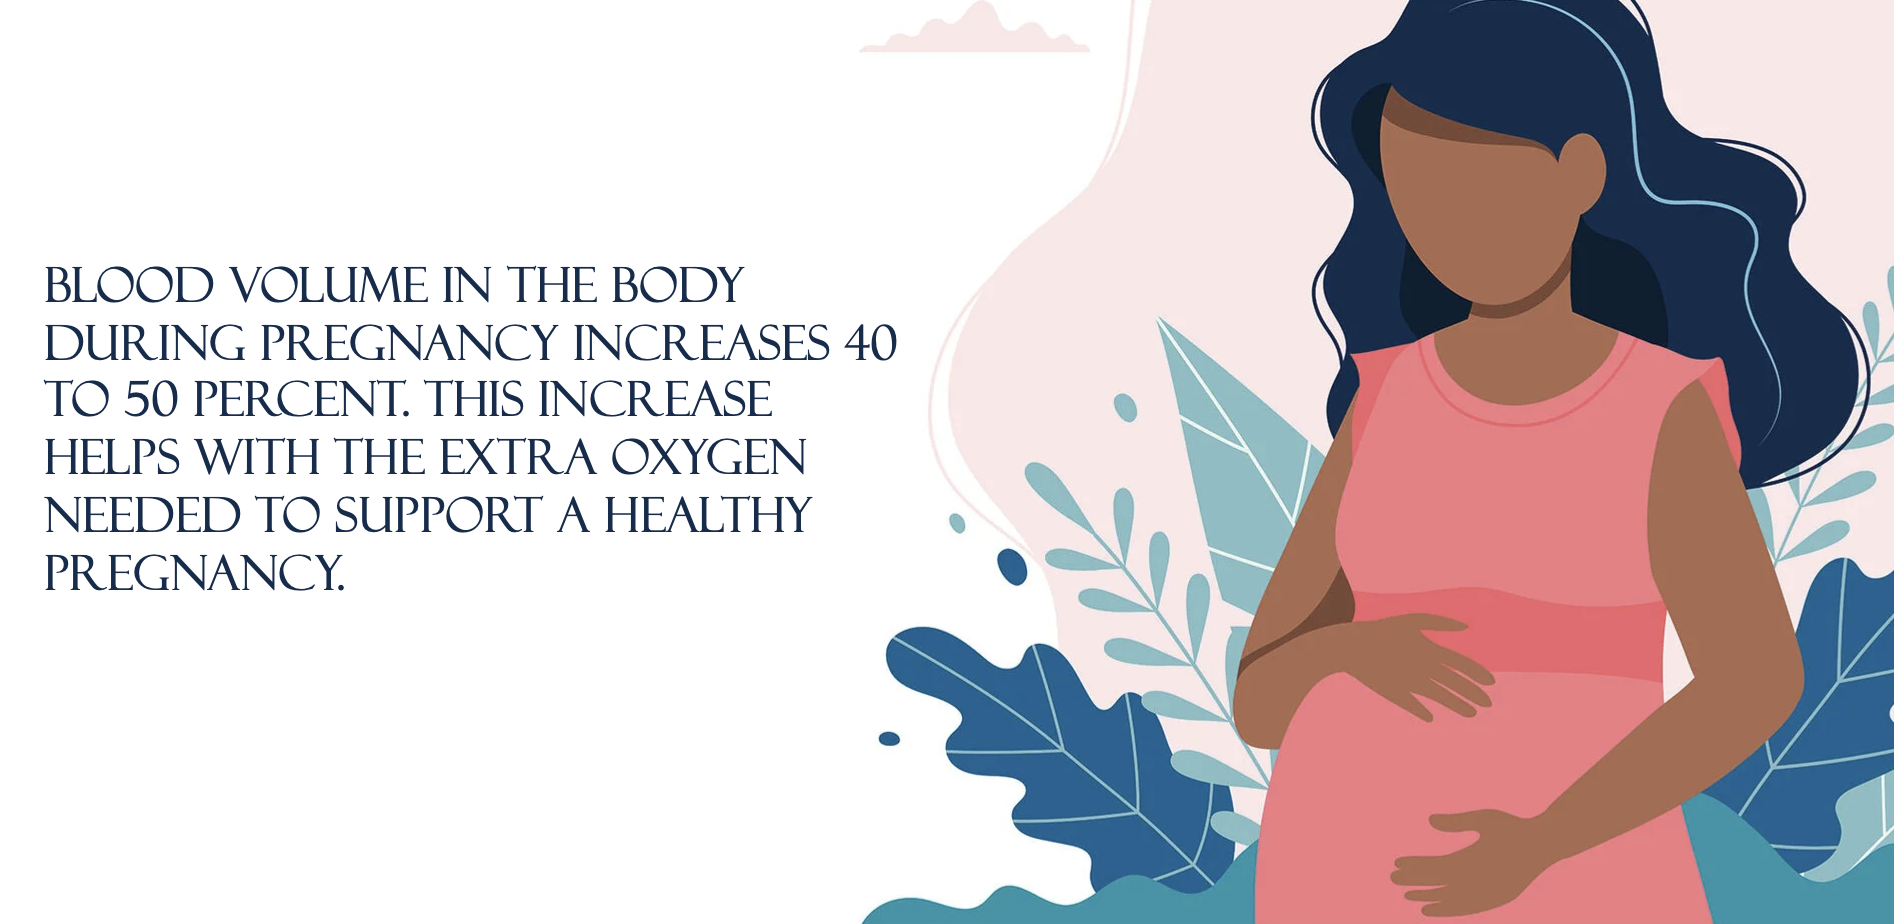 BLOOD VOLUME IN THE BODY
DURING PREGNANCY INCREASES 40
TO 50 PERCENT. THIS INCREASE
HELPS WITH THE EXTRA OXYGEN
NEEDED TO SUPPORT A HEALTHY
PREGNANCY.